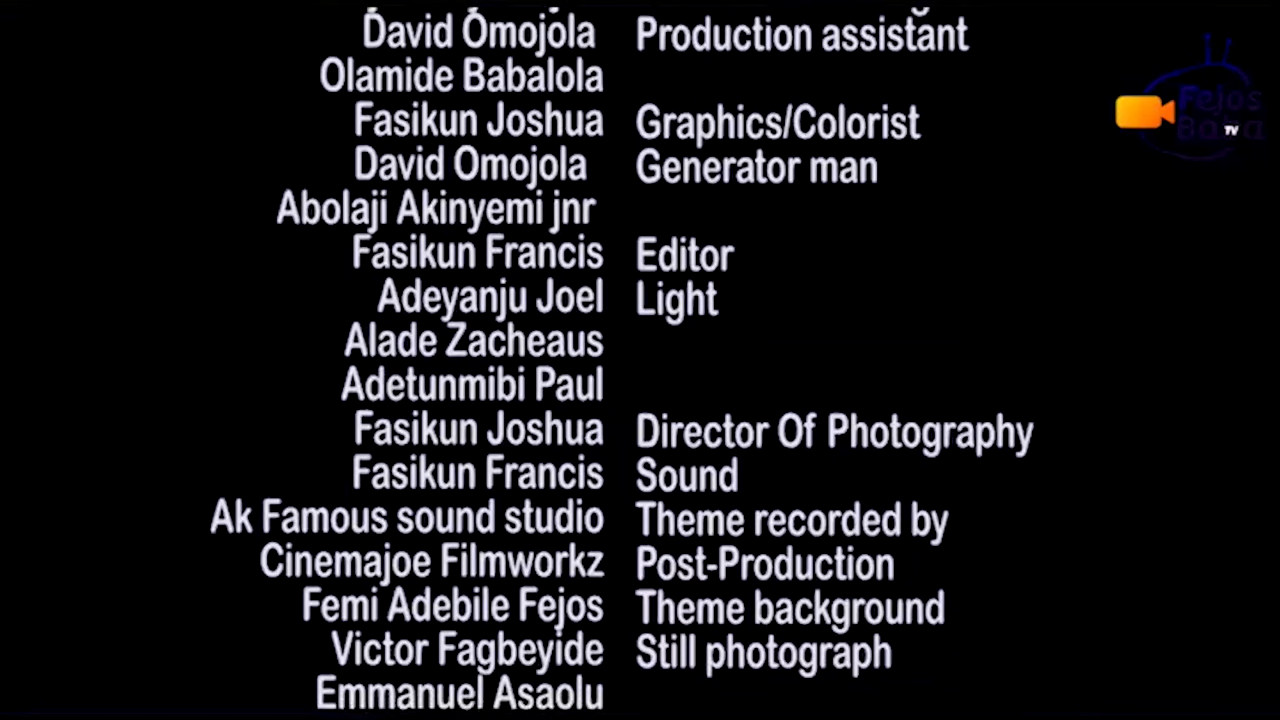 David Omojola Production assistant
Olamide Babalola
Fasikun Joshua Graphics/Colorist
David Omojola Generator man
Abolaji Akinyemi jnr
Fasikun Francis Editor
Adeyanju Joel Light
Alade Zacheaus
Adetunmibi Paul
Fasikun Joshua Director Of Photography
Fasikun Francis Sound
Ak Famous sound studio Theme recorded by
Cinemajoe Filmworkz Post-Production
Femi Adebile Fejos Theme background
Victor Fagbeyide Still photograph
Emmanuel Asaolu
Fejos
Baba
TV